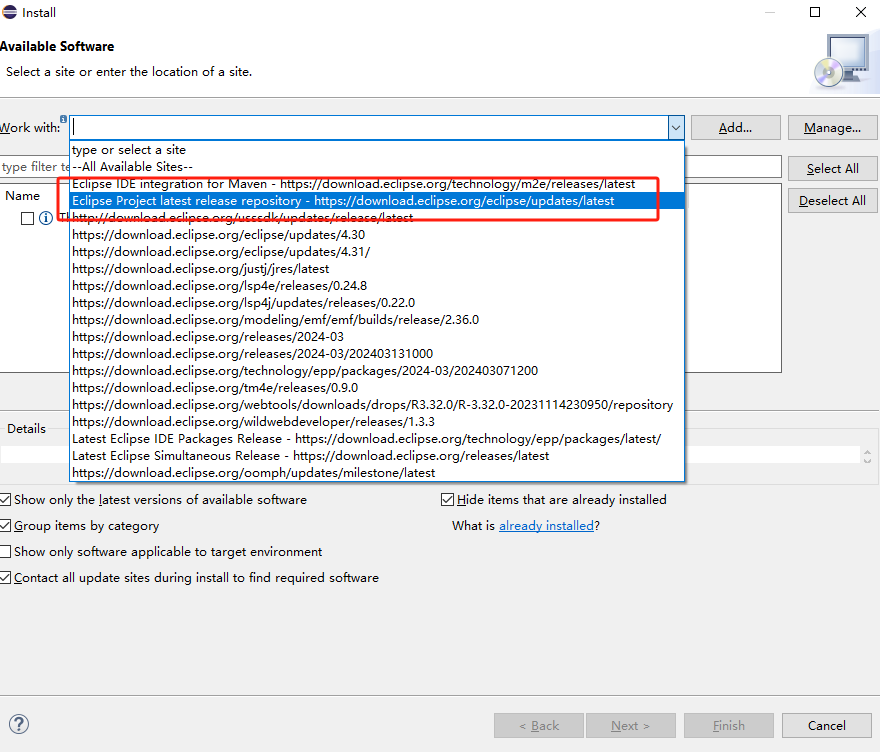 Install
Available Software
Select a site or enter the location of a site.
Work with:
Add...
Manage...
type or select a site
--All Available Sites--
type filter te
Select All
Eclipse IDE integration for Maven - https://download.eclipse.org/technology/m2e/releases/latest
Name
Eclipse Project latest release repository - https://download.eclipse.org/eclipse/updates/latest
Deselect All
Th
http://download.eclipse.org/usssdk/updates/release/latest
https://download.eclipse.org/eclipse/updates/4.30
https://download.eclipse.org/eclipse/updates/4.31/
https://download.eclipse.org/justj/jres/latest
https://download.eclipse.org/lsp4e/releases/0.24.8
https://download.eclipse.org/lsp4j/updates/releases/0.22.0
https://download.eclipse.org/modeling/emf/emf/builds/release/2.36.0
https://download.eclipse.org/releases/2024-03
https://download.eclipse.org/releases/2024-03/202403131000
https://download.eclipse.org/technology/epp/packages/2024-03/202403071200
https://download.eclipse.org/tm4e/releases/0.9.0
https://download.eclipse.org/webtools/downloads/drops/R3.32.0/R-3.32.0-20231114230950/repository
https://download.eclipse.org/wildwebdeveloper/releases/1.3.3
Details
Latest Eclipse IDE Packages Release - https://download.eclipse.org/technology/epp/packages/latest/
Latest Eclipse Simultaneous Release - https://download.eclipse.org/releases/latest
https://download.eclipse.org/oomph/updates/milestone/latest
Show only the latest versions of available software
Hide items that are already installed
Group items by category
What is already installed?
Show only software applicable to target environment
Contact all update sites during install to find required software
< Back
Next >
Finish
Cancel